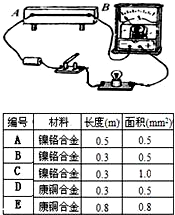 A B
编号 材料 长度(m) 面积(mm²)
A 镍铬合金 0.5 0.5
B 镍铬合金 0.3 0.5
C 镍铬合金 0.3 1.0
D 康铜合金 0.3 0.5
E 康铜合金 0.8 0.8